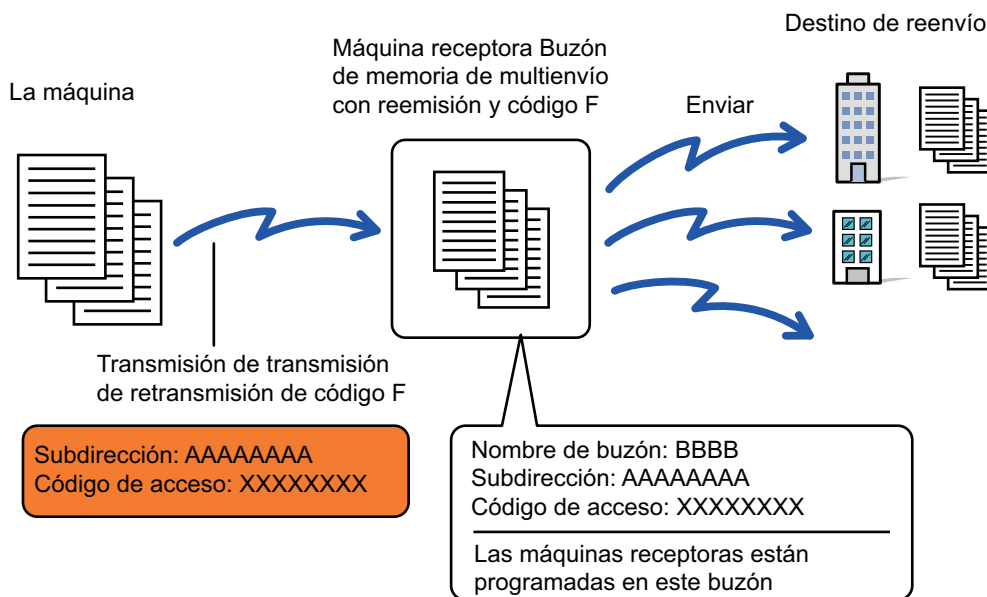 La máquina
Máquina receptora Buzón
de memoria de multienvío
con reemisión y código F
Enviar
Destino de reenvío
Transmisión de transmisión
de retransmisión de código F
Subdirección: AAAAAAAA
Código de acceso: XXXXXXXX
Nombre de buzón: BBBB
Subdirección: AAAAAAAA
Código de acceso: XXXXXXXX
Las máquinas receptoras están
programadas en este buzón